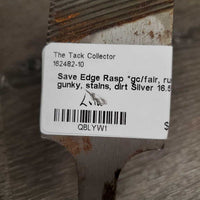 The Tack Collector
162482-10
Save Edge Rasp *gc/fair, ru
gunky, stains, dirt Silver 16.5
QBLYW1
S